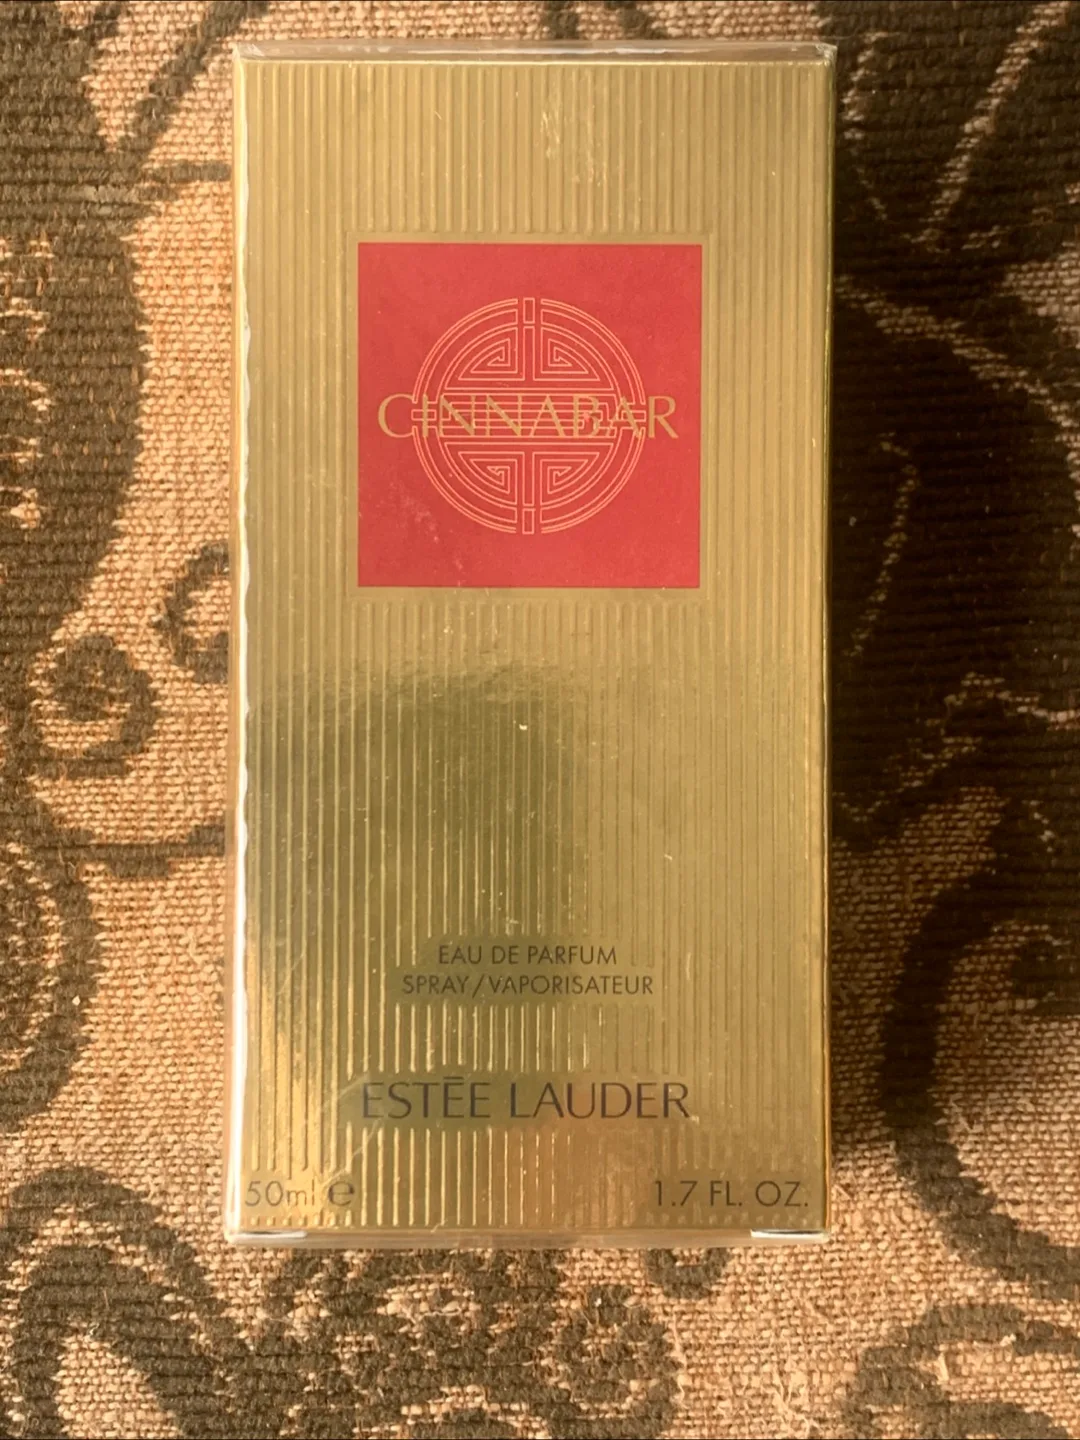 CINNABAR
EAU DE PARFUM
SPRAY/VAPORISATEUR
ESTĒE LAUDER
50ml ℮
1.7 FL. OZ.